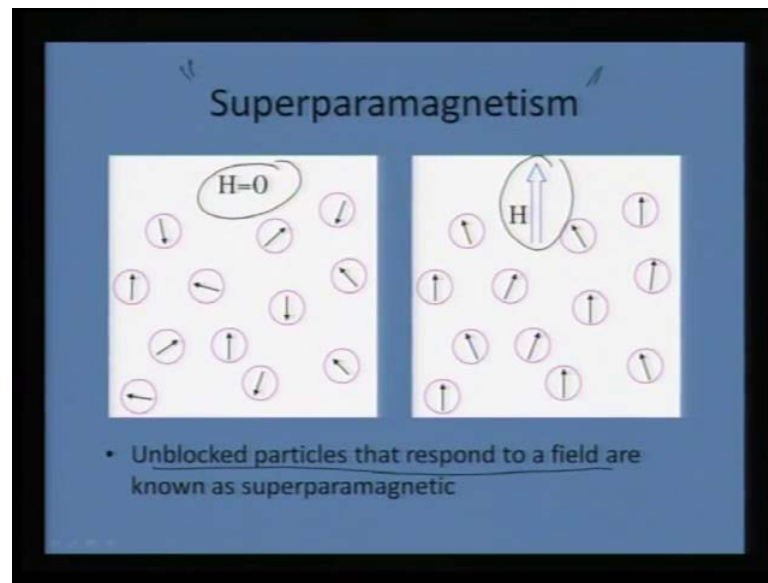 Superparamagnetism
H=0
H
• Unblocked particles that respond to a field are
known as superparamagnetic